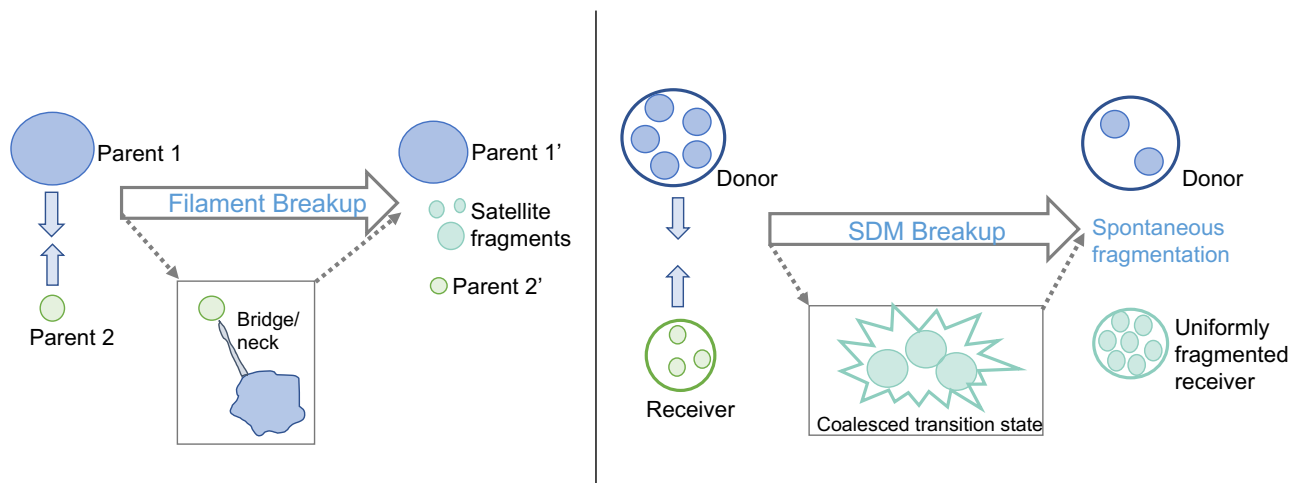 Parent 1
Parent 2
Filament Breakup
Bridge/
neck
Parent 1’
Satellite
fragments
Parent 2’
Donor
Receiver
SDM Breakup
Coalesced transition state
Donor
Spontaneous
fragmentation
Uniformly
fragmented
receiver